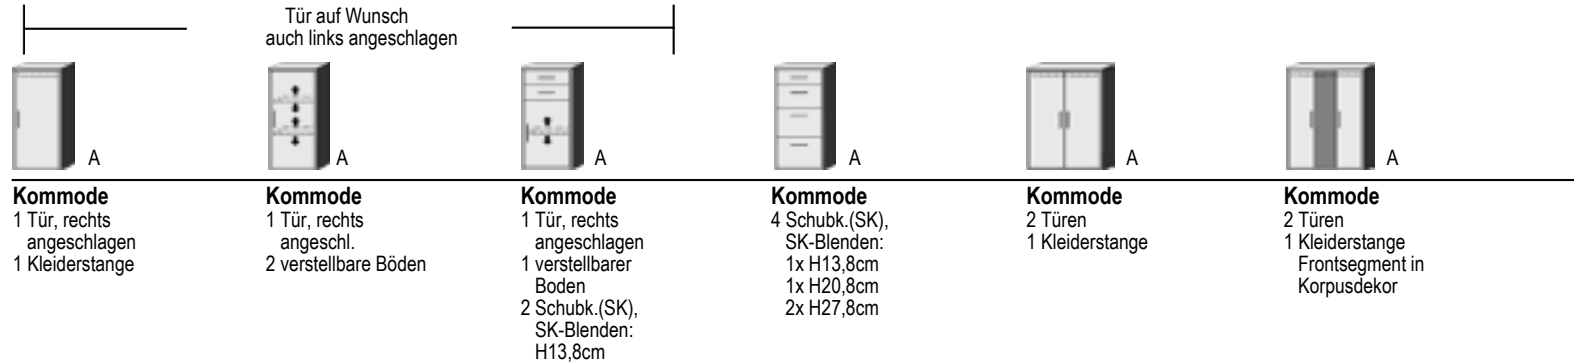 Tür auf Wunsch
auch links angeschlagen
A
A
A
A
A
A
Kommode
1 Tür, rechts
angeschlagen
1 Kleiderstange
Kommode
1 Tür, rechts
angeschl.
2 verstellbare Böden
Kommode
1 Tür, rechts
angeschlagen
1 verstellbarer
Boden
2 Schubk.(SK),
SK-Blenden:
H13,8cm
Kommode
4 Schubk.(SK),
SK-Blenden:
1x H13,8cm
1x H20,8cm
2x H27,8cm
Kommode
2 Türen
1 Kleiderstange
Kommode
2 Türen
1 Kleiderstange
Frontsegment in
Korpusdekor